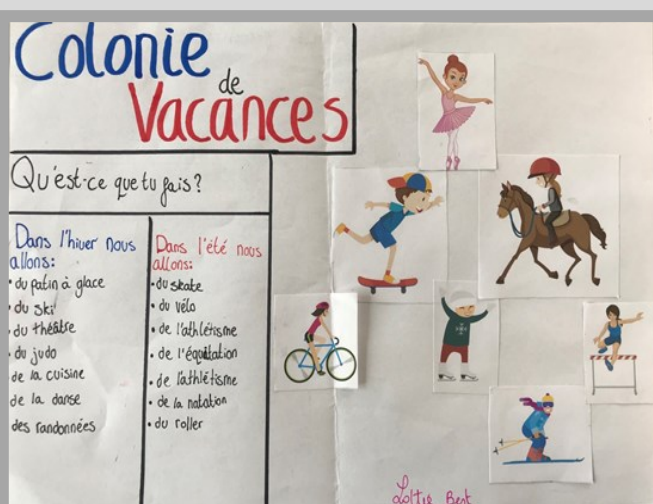 Colonie
de
Vacances
Qu'est-ce que tu fais?
Dans l'hiver nous
allons:
• du patin à glace
• du ski
• du théâtre
• du judo
de la cuisine
de la danse
des randonnées
Dans l'été nous
allons:
• du skate
• du vélo
• de l'athlétisme
• de l'équitation
• de l'athlétisme
• de la natation
• du roller
Lottie Bent